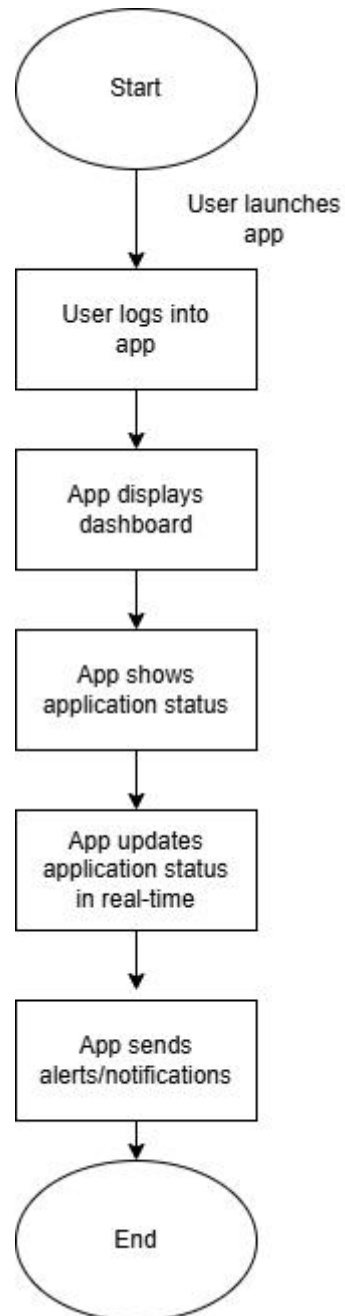 Start
User launches
app
User logs into
app
App displays
dashboard
App shows
application status
App updates
application status
in real-time
App sends
alerts/notifications
End